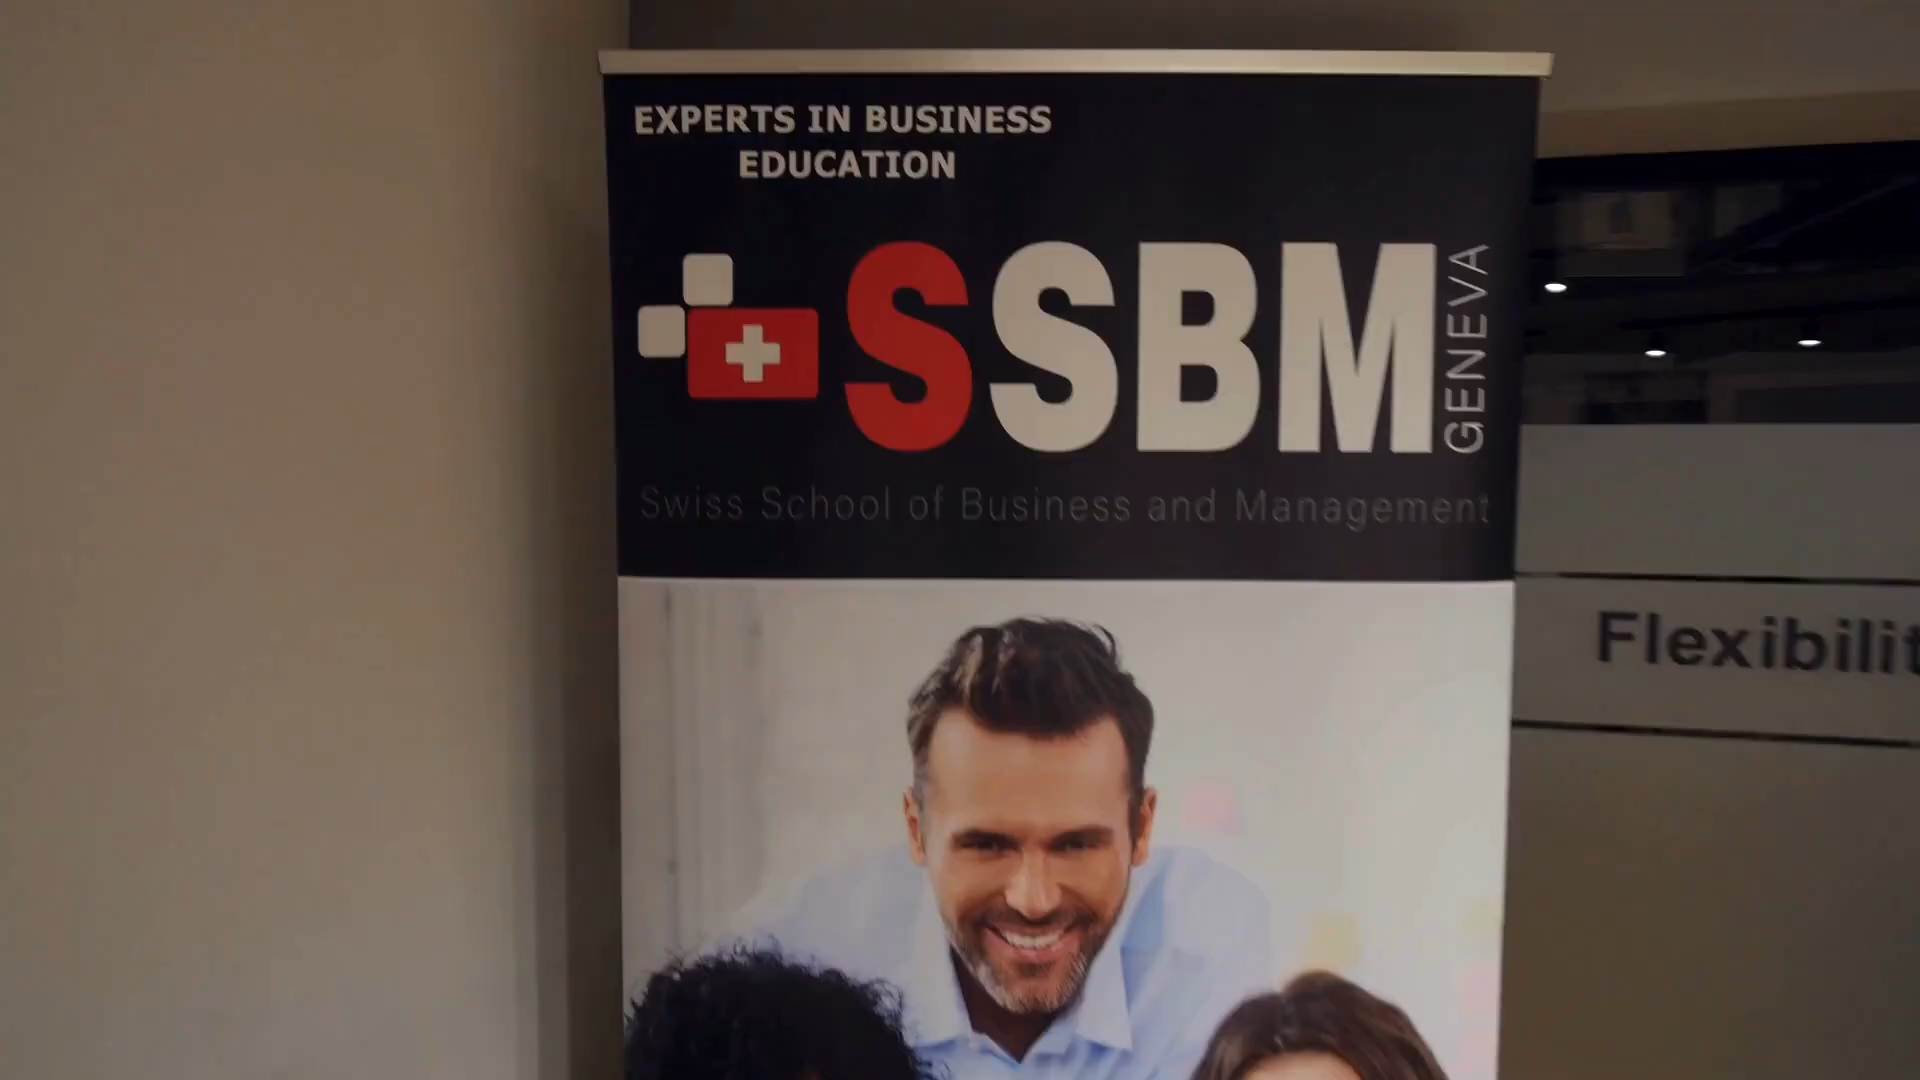 EXPERTS IN BUSINESS
EDUCATION
SSBM
GENEVA
Swiss School of Business and Management
Flexibilit